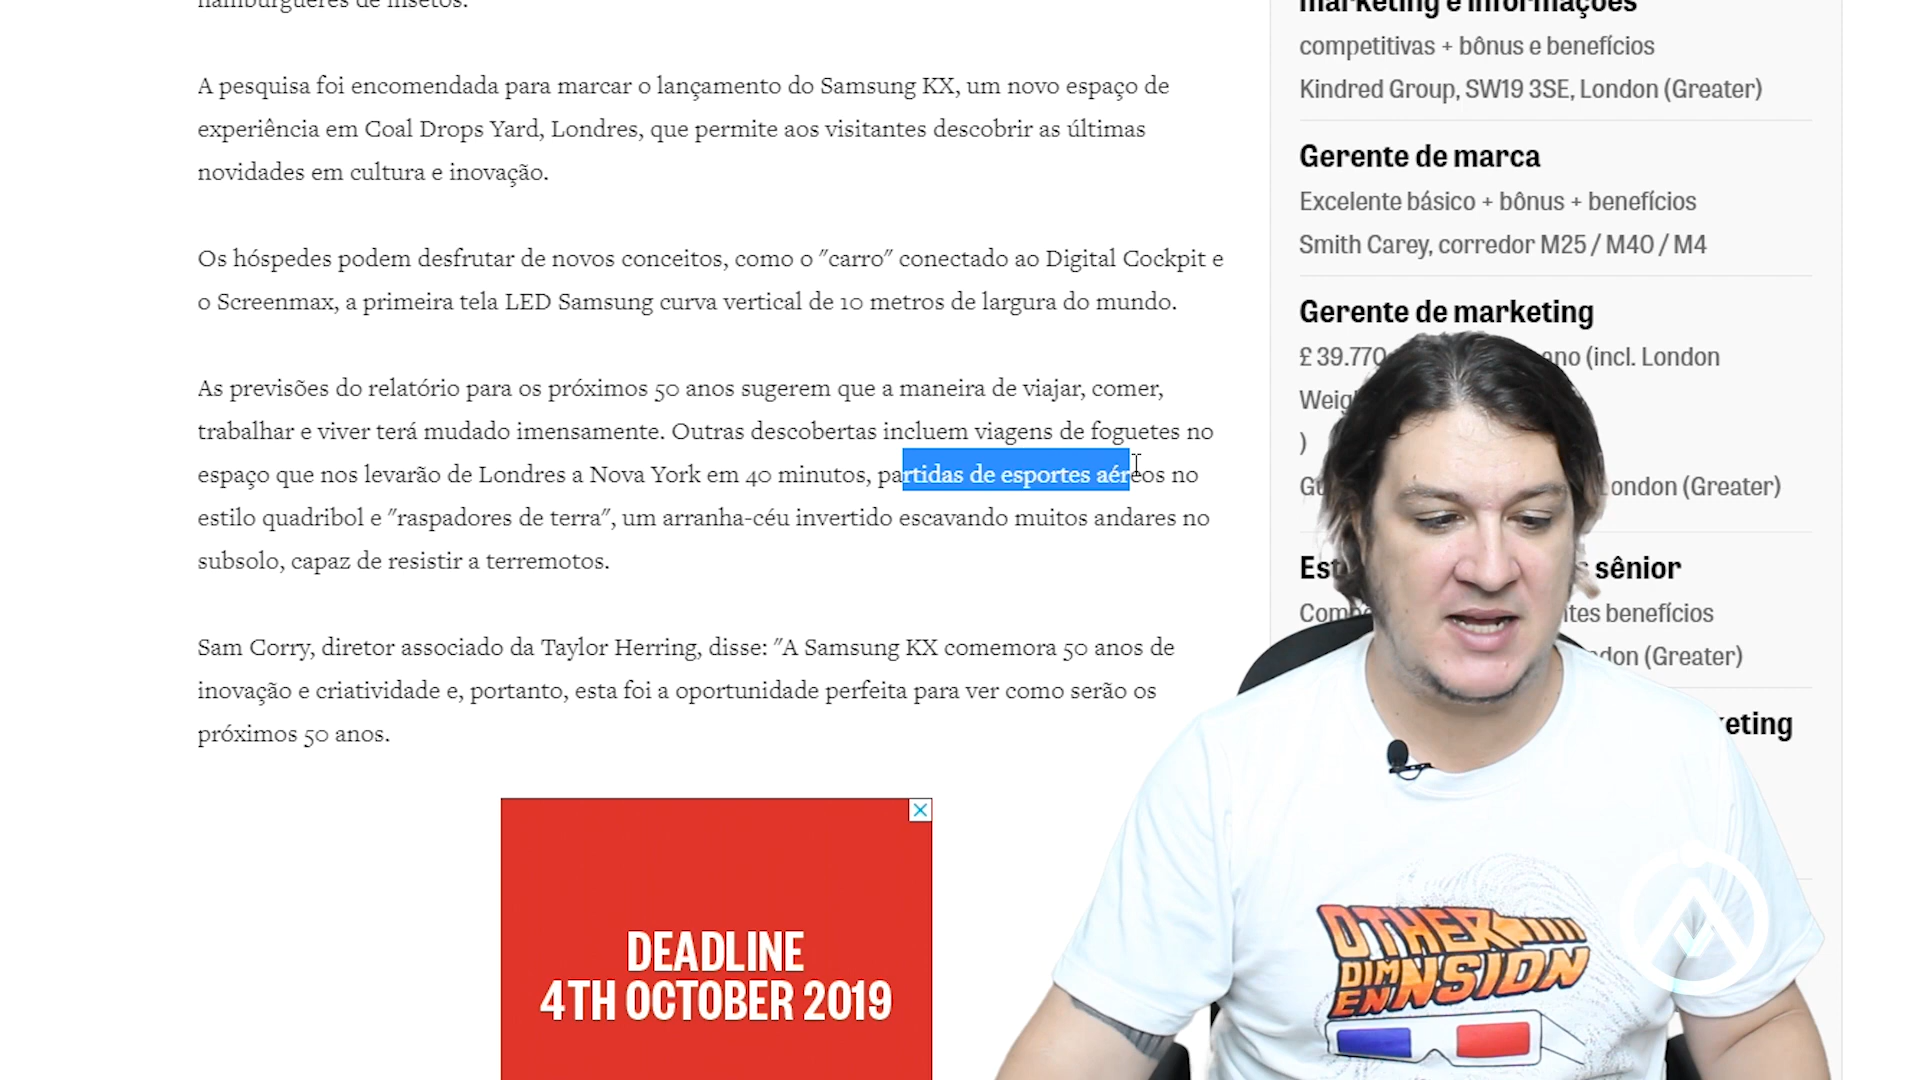 hambúrgueres de insetos.
A pesquisa foi encomendada para marcar o lançamento do Samsung KX, um novo espaço de
experiência em Coal Drops Yard, Londres, que permite aos visitantes descobrir as últimas
novidades em cultura e inovação.
Os hóspedes podem desfrutar de novos conceitos, como o "carro" conectado ao Digital Cockpit e
o Screenmax, a primeira tela LED Samsung curva vertical de 10 metros de largura do mundo.
As previsões do relatório para os próximos 50 anos sugerem que a maneira de viajar, comer,
trabalhar e viver terá mudado imensamente. Outras descobertas incluem viagens de foguetes no
espaço que nos levarão de Londres a Nova York em 40 minutos, partidas de esportes aéreos no
estilo quadribol e "raspadores de terra", um arranha-céu invertido escavando muitos andares no
subsolo, capaz de resistir a terremotos.
Sam Corry, diretor associado da Taylor Herring, disse: "A Samsung KX comemora 50 anos de
inovação e criatividade e, portanto, esta foi a oportunidade perfeita para ver como serão os
próximos 50 anos.
DEADLINE
4TH OCTOBER 2019
marketing e informações
competitivas + bônus e benefícios
Kindred Group, SW19 3SE, London (Greater)
Gerente de marca
Excelente básico + bônus + benefícios
Smith Carey, corredor M25 / M40 / M4
Gerente de marketing
£ 39.770 ano (incl. London
)
London (Greater)
sênior
benefícios
(Greater)
OTHER
DIMENNSION